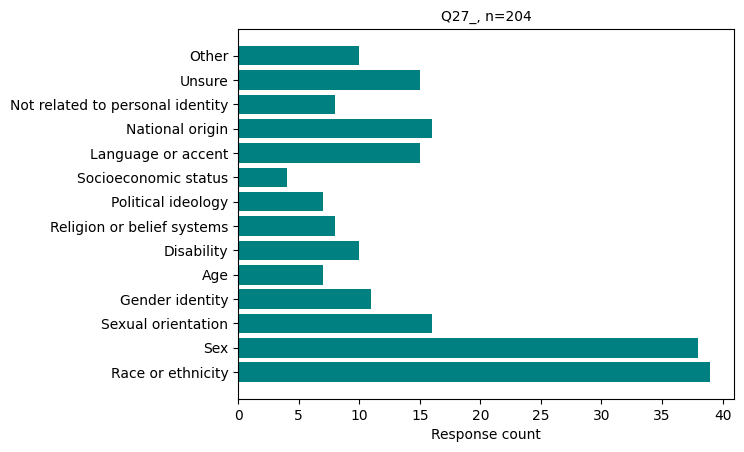 Q27_, n=204
Other
Unsure
Not related to personal identity
National origin
Language or accent
Socioeconomic status
Political ideology
Religion or belief systems
Disability
Age
Gender identity
Sexual orientation
Sex
Race or ethnicity
0 5 10 15 20 25 30 35 40
Response count